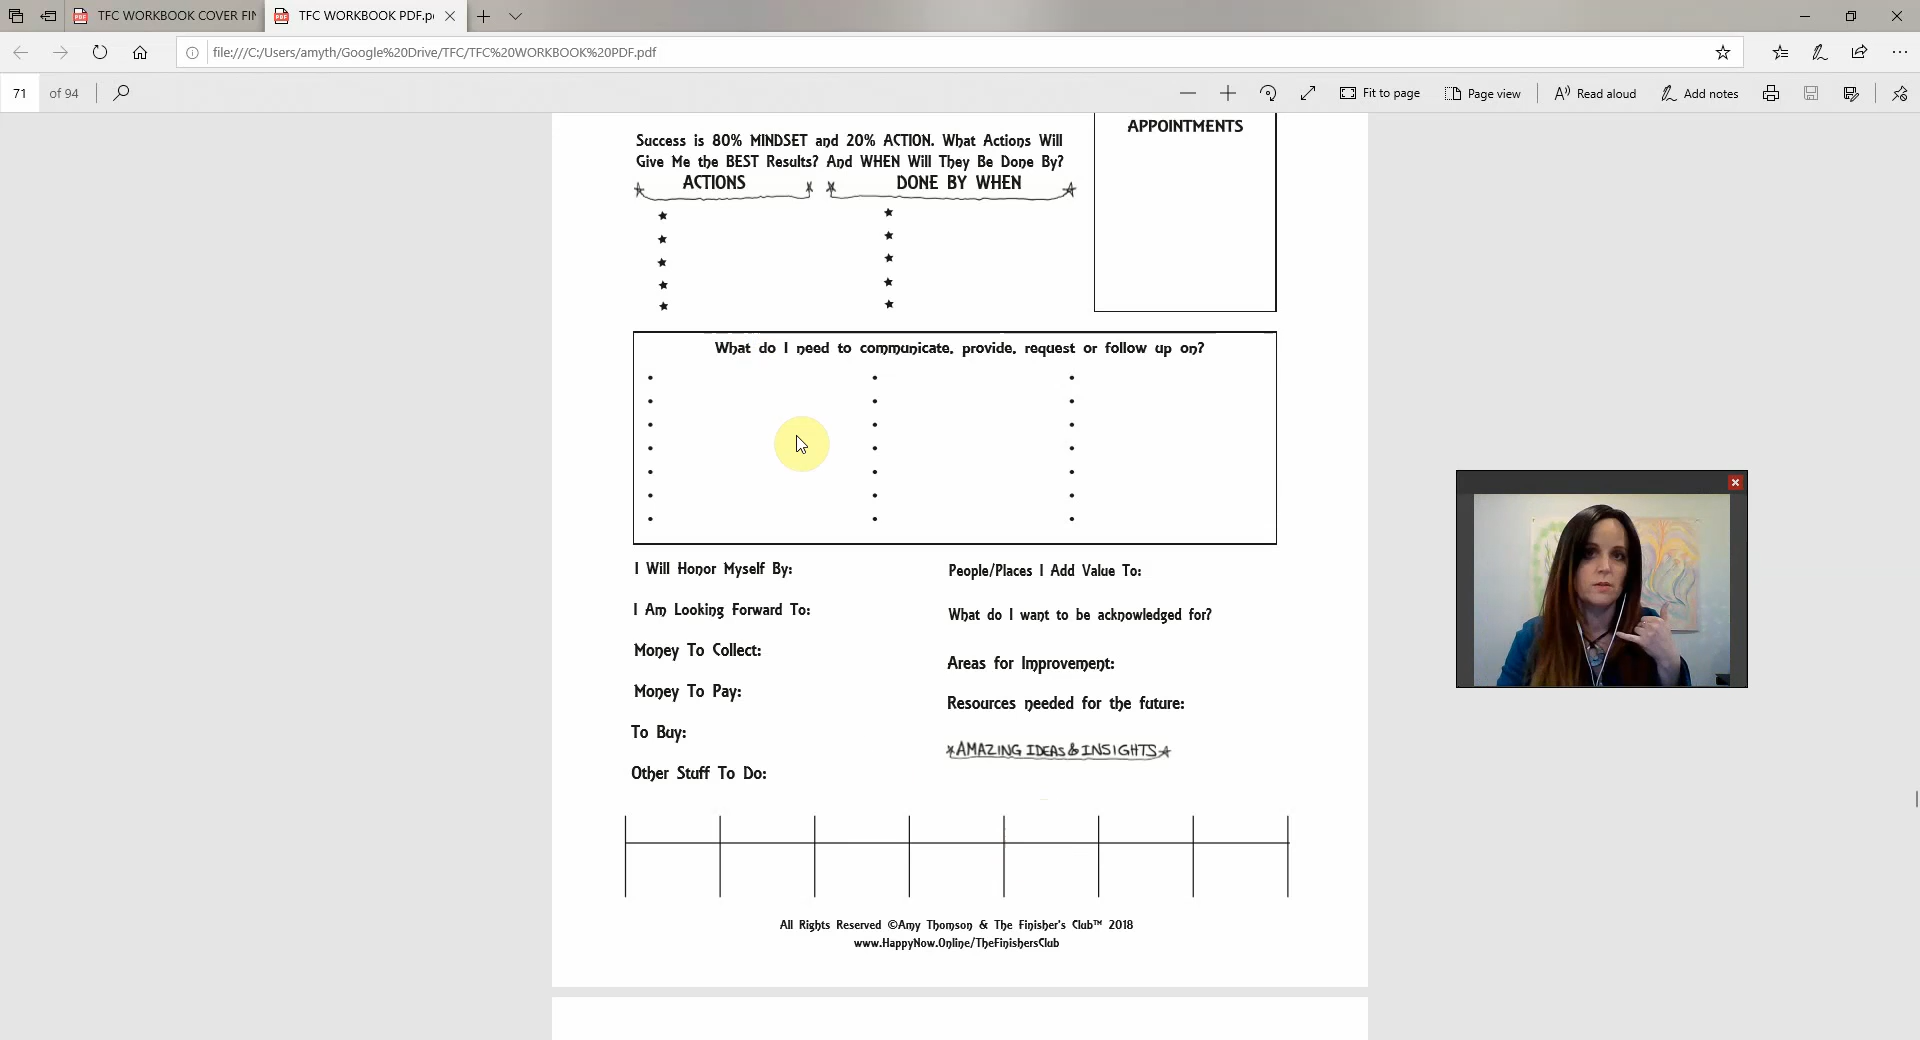 TFC WORKBOOK COVER FIN
TFC WORKBOOK PDF.p
file:///C:/Users/amyth/Google%20Drive/TFC/TFC%20WORKBOOK%20PDF.pdf
71 of 94
Fit to page
Page view
Read aloud
Add notes
APPOINTMENTS
Success is 80% MINDSET and 20% ACTION. What Actions Will
Give Me the BEST Results? And WHEN Will They Be Done By?
ACTIONS
DONE BY WHEN
What do I need to communicate, provide, request or follow up on?
I Will Honor Myself By:
People/Places I Add Value To:
I Am Looking Forward To:
What do I want to be acknowledged for?
Money To Collect:
Areas for Improvement:
Money To Pay:
Resources needed for the future:
To Buy:
AMAZING IDEAS & INSIGHTS
Other Stuff To Do:
All Rights Reserved ©Amy Thomson & The Finisher's Club™ 2018
www.HappyNow.Online/TheFinishersClub